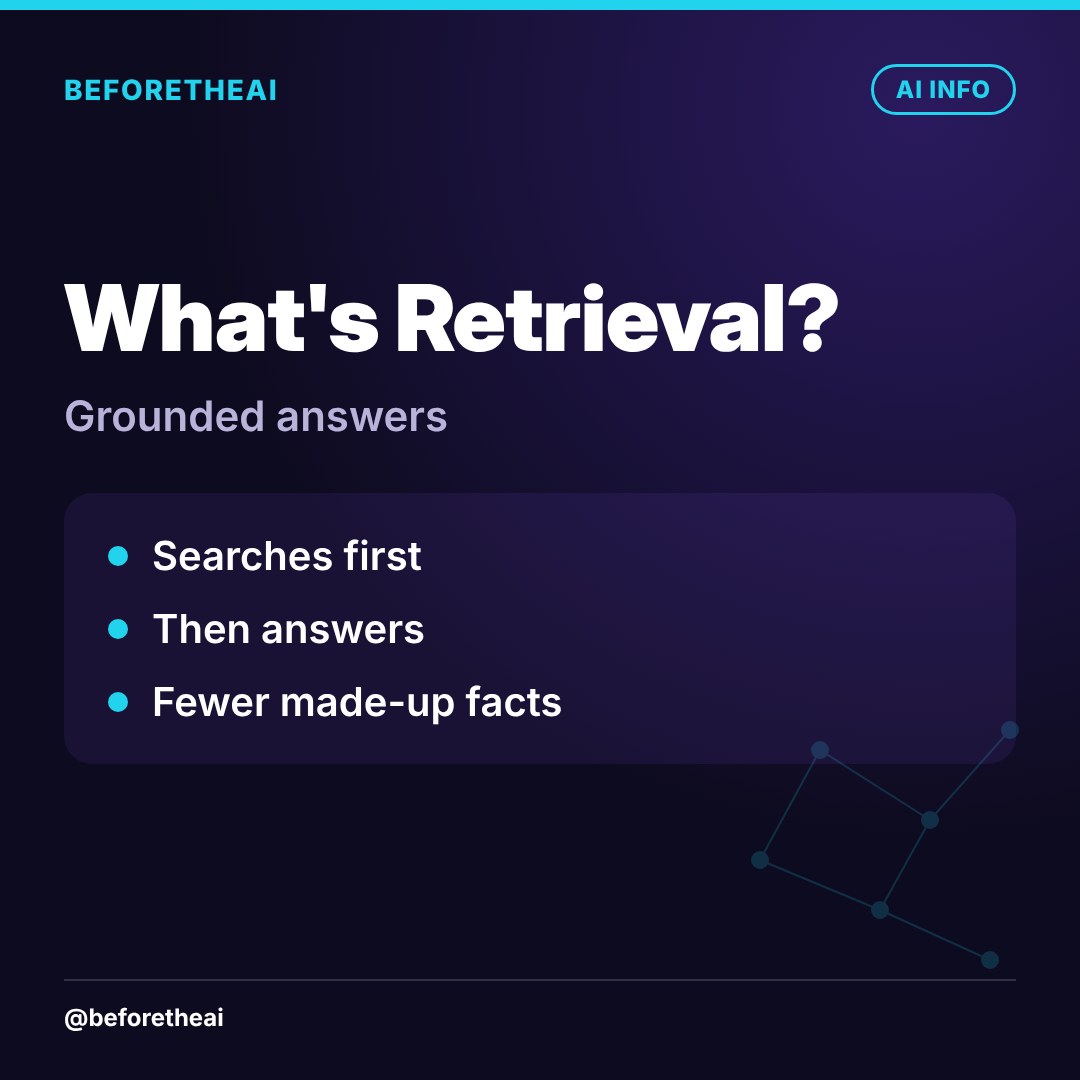 BEFORETHEAI
AI INFO
What's Retrieval?
Grounded answers
Searches first
Then answers
Fewer made-up facts
@beforetheai